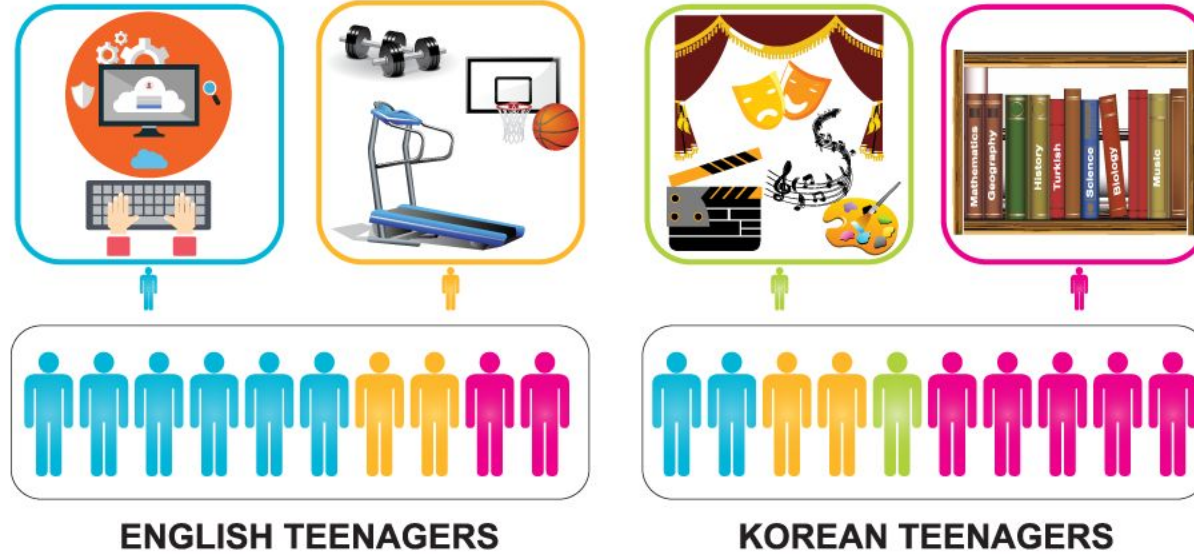 Mathematics
Geography
History
Turkish
Science
Biology
Music
ENGLISH TEENAGERS
KOREAN TEENAGERS